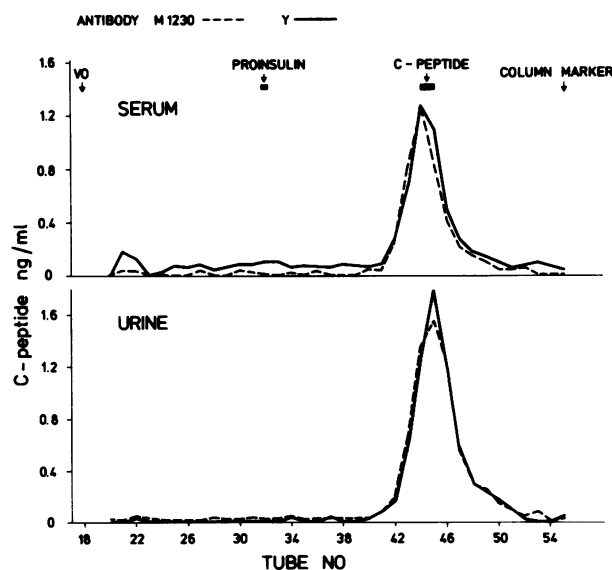 ANTIBODY M1230 ----- Y ——
VO PROINSULIN C-PEPTIDE COLUMN MARKER
1.6
SERUM
1.2
0.8
0.4
0
URINE
1.6
1.2
0.8
0.4
0
C-peptide ng/ml
18 22 26 30 34 38 42 46 50 54
TUBE NO